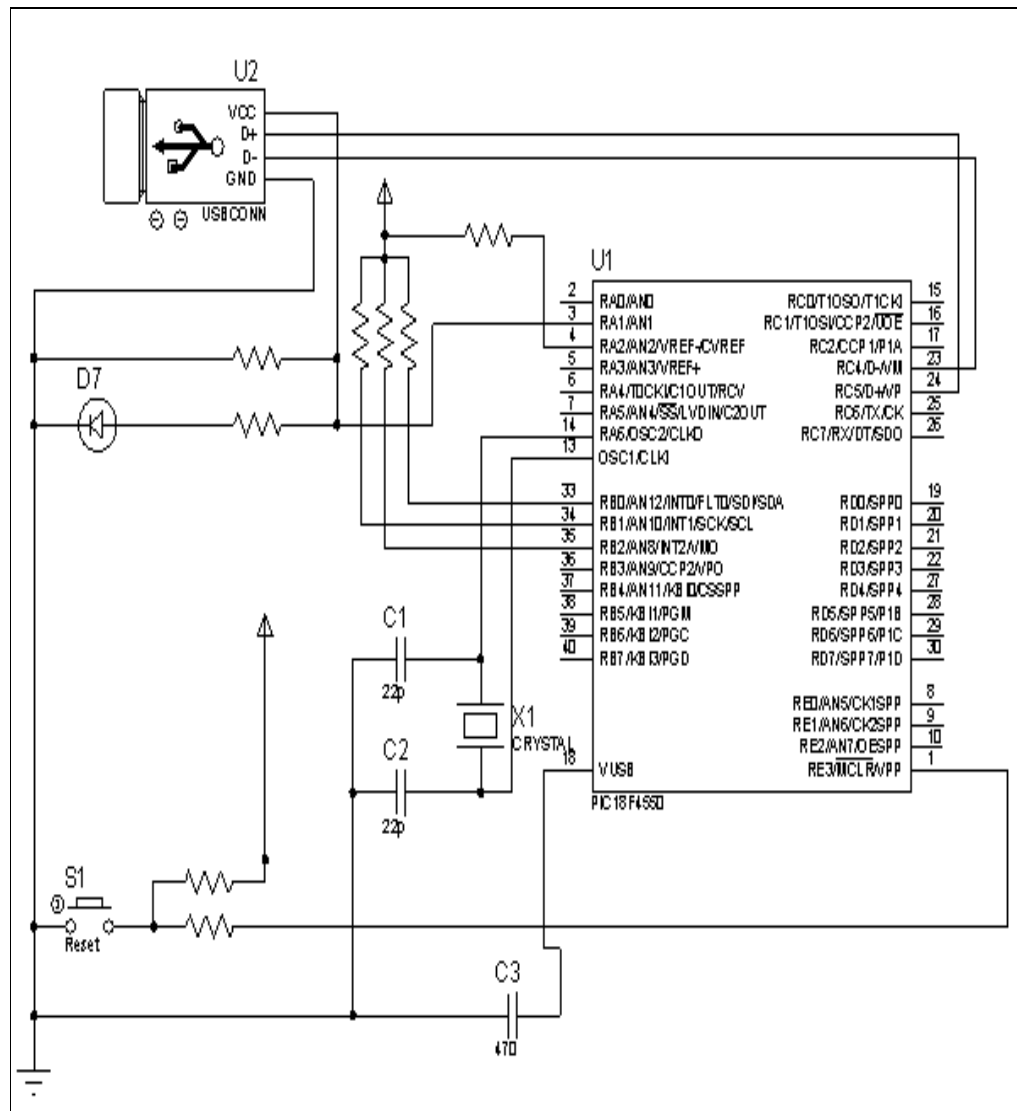 U2
VCC
D+
D-
GND
USBCONN
U1
2 RA0/AN0
3 RA1/AN1
4 RA2/AN2/VREF-/CVREF
5 RA3/AN3/VREF+
6 RA4/T0CKI/C1OUT/RCV
7 RA5/AN4/SS/LVDIN/C2OUT
14 RA6/OSC2/CLKO
13 OSC1/CLKI
33 RB0/AN12/INT0/FLT0/SDI/SDA
34 RB1/AN10/INT1/SCK/SCL
35 RB2/AN8/INT2/VMO
36 RB3/AN9/CCP2/VPO
37 RB4/AN11/KBI0/CSSPP
38 RB5/KBI1/PGM
39 RB6/KBI2/PGC
40 RB7/KBI3/PGD
18 VUSB
RC0/T1OSO/T1CKI 15
RC1/T1OSI/CCP2/UOE 16
RC2/CCP1/P1A 17
RC4/D-/VM 23
RC5/D+/VP 24
RC6/TX/CK 25
RC7/RX/DT/SDO 26
RD0/SPP0 19
RD1/SPP1 20
RD2/SPP2 21
RD3/SPP3 22
RD4/SPP4 27
RD5/SPP5/P1B 28
RD6/SPP6/P1C 29
RD7/SPP7/P1D 30
RE0/AN5/CK1SPP 8
RE1/AN6/CK2SPP 9
RE2/AN7/OESPP 10
RE3/MCLR/VPP 1
PIC18F4550
D7
C1
22p
X1
CRYSTAL
C2
22p
S1
Reset
C3
470